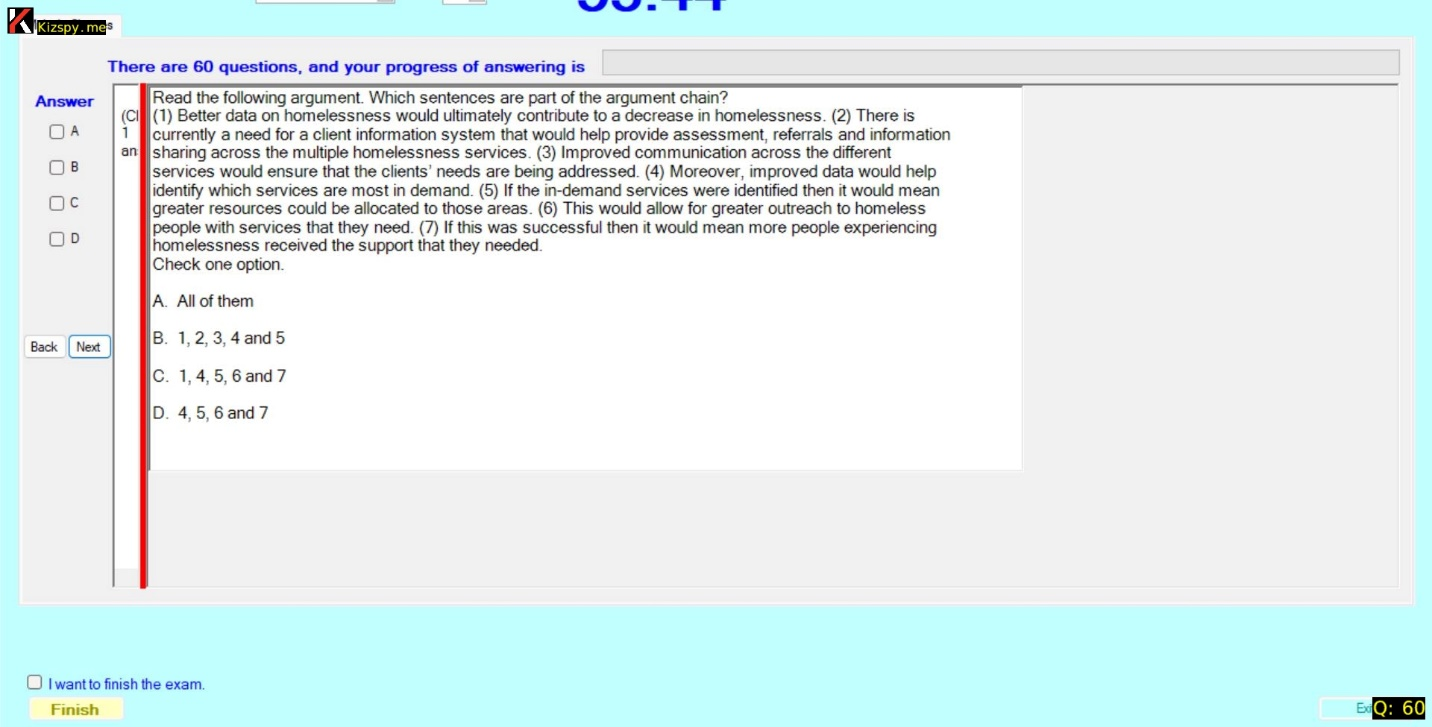 Kizspy.me
s
There are 60 questions, and your progress of answering is
Answer
A
B
C
D
Back
Next
1
Read the following argument. Which sentences are part of the argument chain?
(1) Better data on homelessness would ultimately contribute to a decrease in homelessness. (2) There is
currently a need for a client information system that would help provide assessment, referrals and information
sharing across the multiple homelessness services. (3) Improved communication across the different
services would ensure that the clients' needs are being addressed. (4) Moreover, improved data would help
identify which services are most in demand. (5) If the in-demand services were identified then it would mean
greater resources could be allocated to those areas. (6) This would allow for greater outreach to homeless
people with services that they need. (7) If this was successful then it would mean more people experiencing
homelessness received the support that they needed.
Check one option.
A. All of them
B. 1, 2, 3, 4 and 5
C. 1, 4, 5, 6 and 7
D. 4, 5, 6 and 7
I want to finish the exam.
Finish
Q: 60